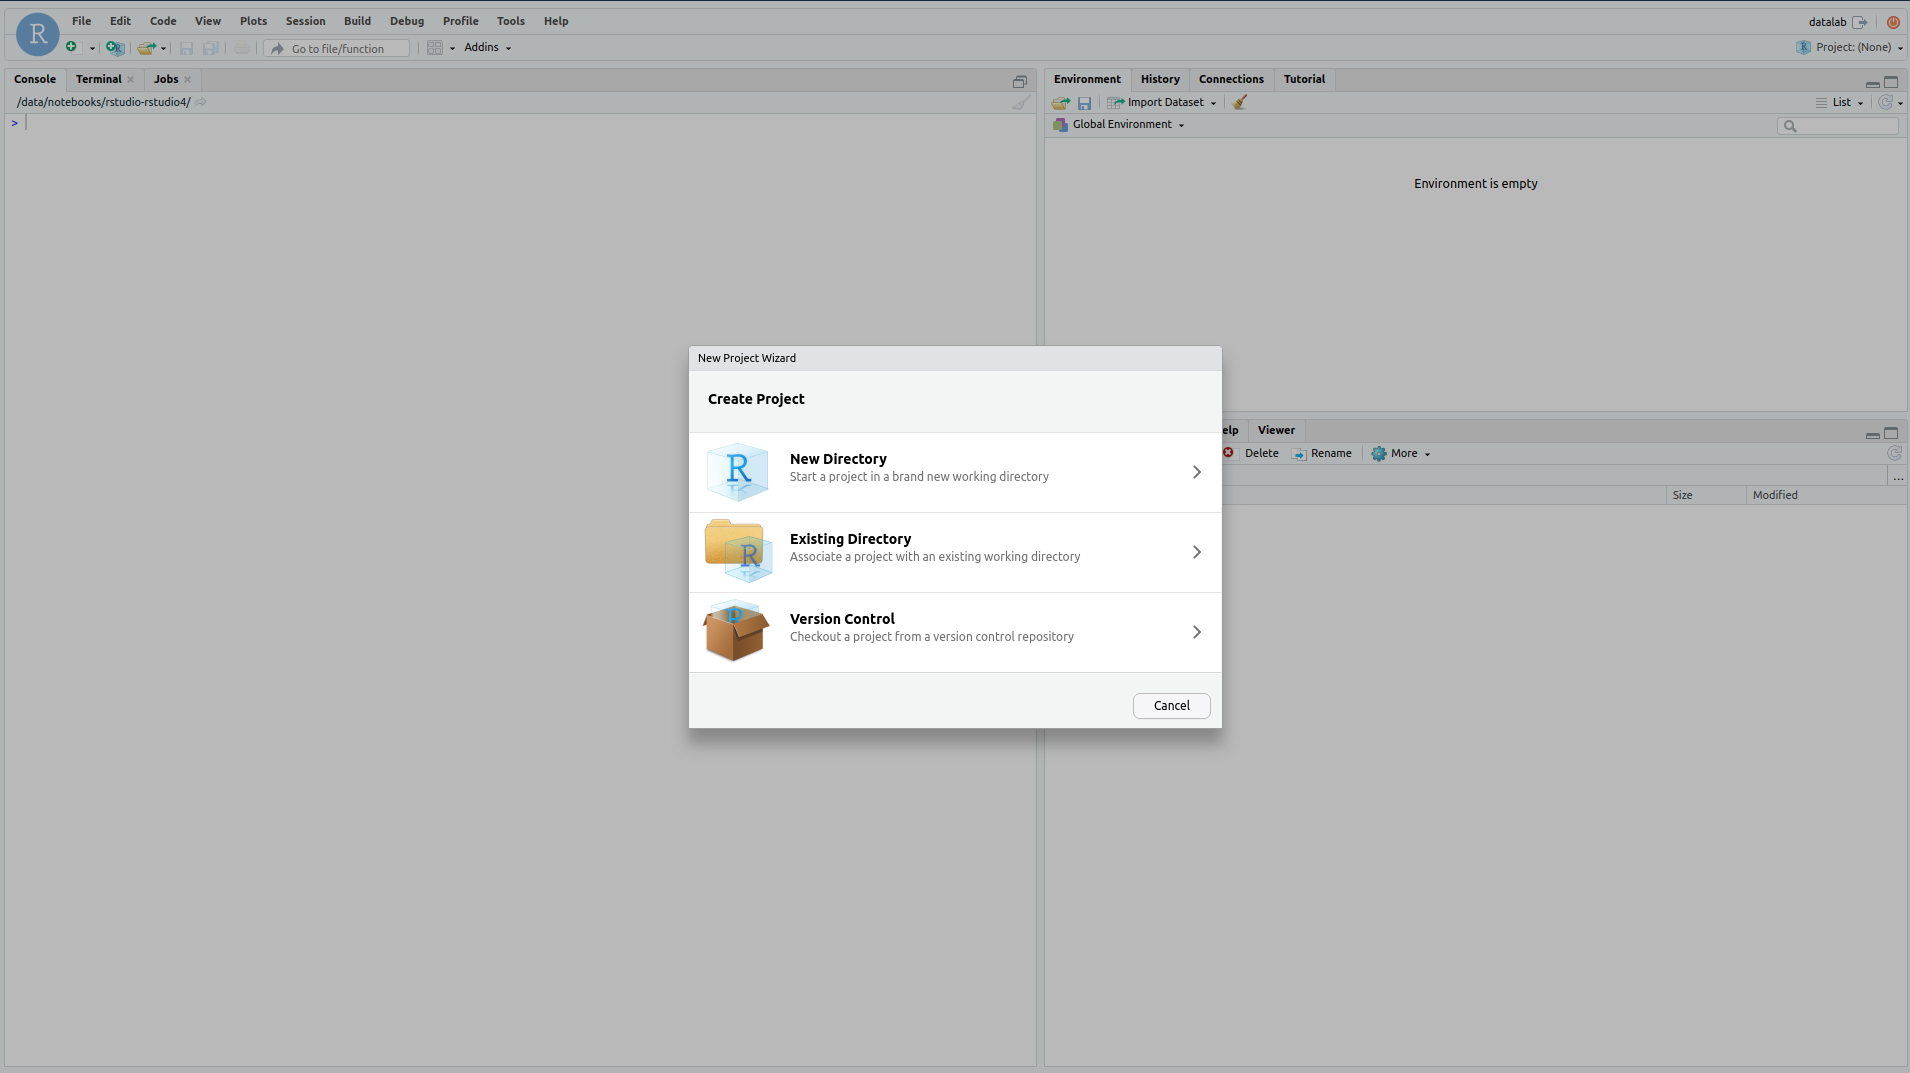 R
File Edit Code View Plots Session Build Debug Profile Tools Help
datalab
Go to file/function
Addins
Project: (None)
Console Terminal Jobs
/data/notebooks/rstudio-rstudio4/
>
Environment History Connections Tutorial
Import Dataset
List
Global Environment
Environment is empty
New Project Wizard
Create Project
R
New Directory
Start a project in a brand new working directory
R
Existing Directory
Associate a project with an existing working directory
Version Control
Checkout a project from a version control repository
Cancel
elp Viewer
Delete Rename More
...
Size Modified